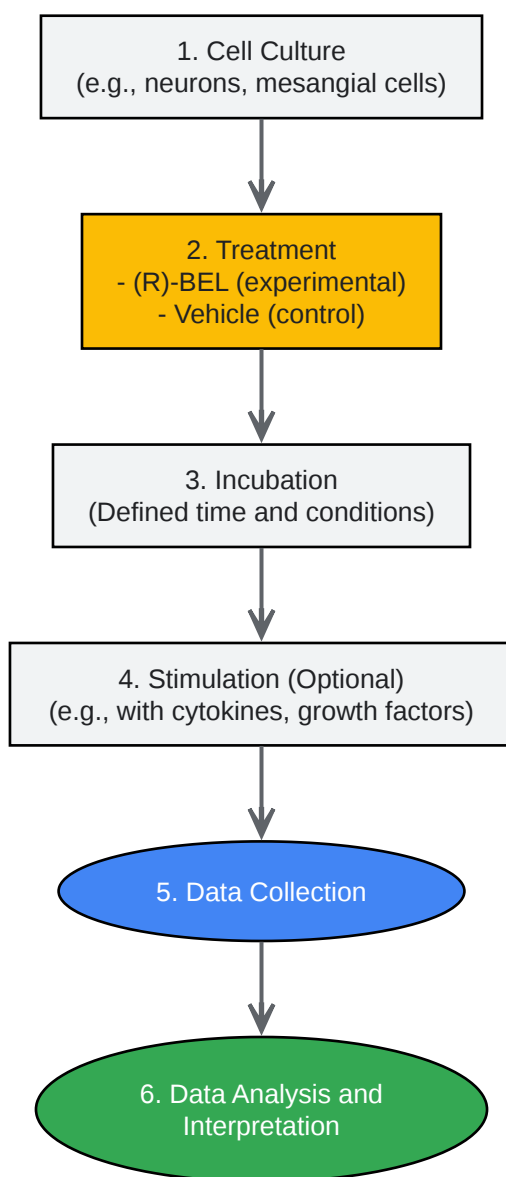 1. Cell Culture
(e.g., neurons, mesangial cells)
2. Treatment
- (R)-BEL (experimental)
- Vehicle (control)
3. Incubation
(Defined time and conditions)
4. Stimulation (Optional)
(e.g., with cytokines, growth factors)
5. Data Collection
6. Data Analysis and
Interpretation